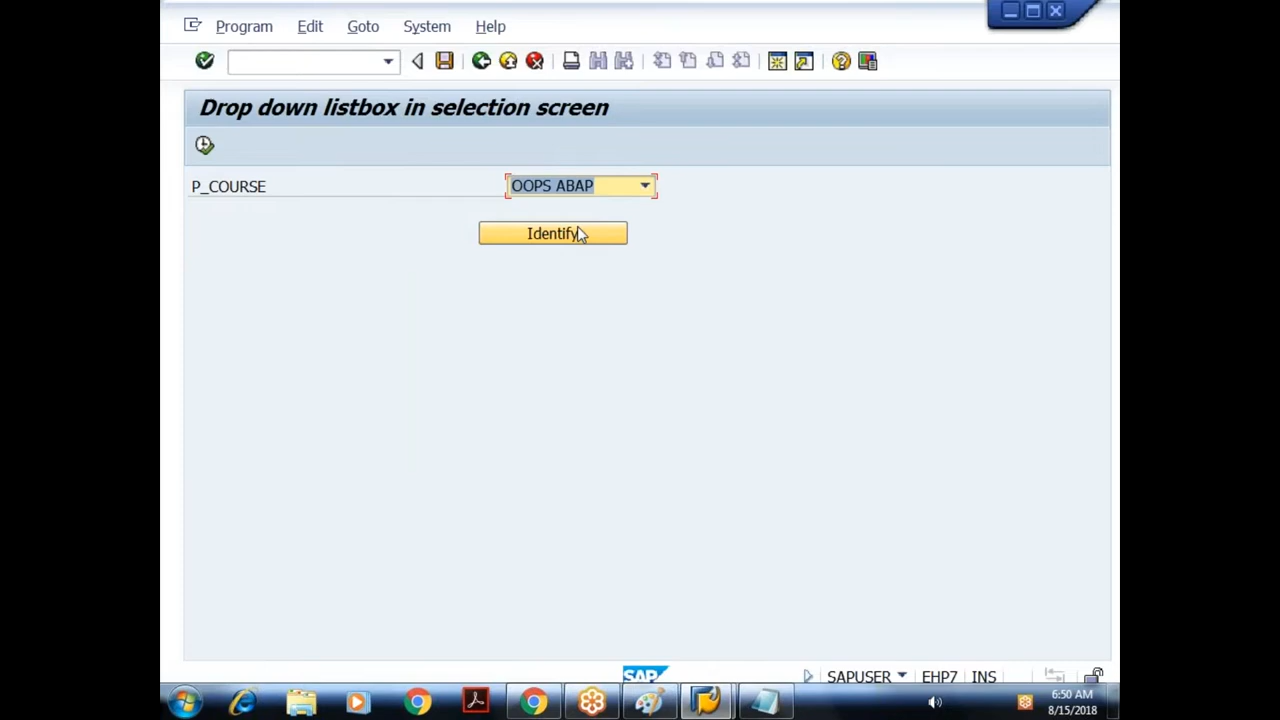 Program Edit Goto System Help
Drop down listbox in selection screen
P_COURSE OOPS ABAP
Identify
SAP
SAPUSER EHP7 INS
6:50 AM
8/15/2018